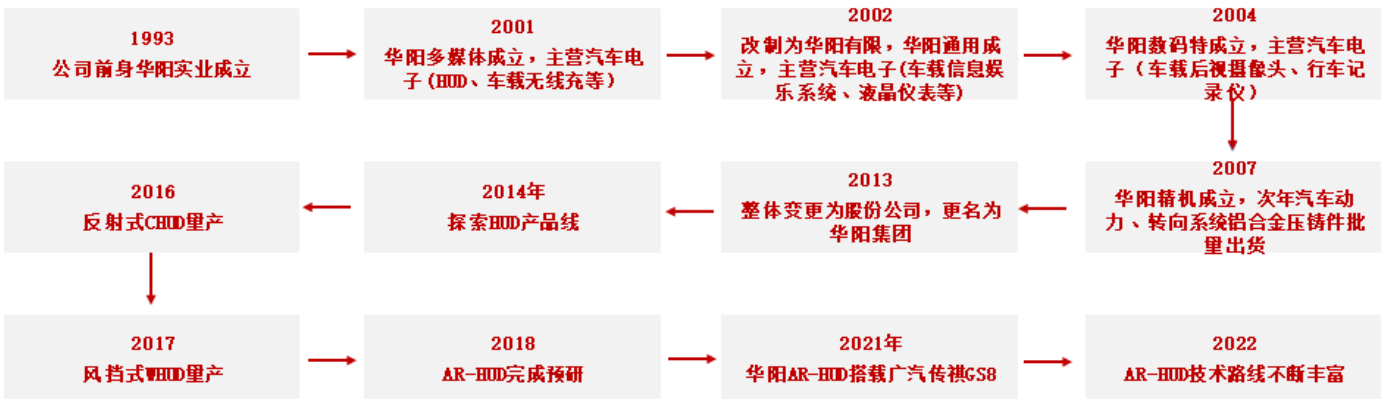 1993
公司前身华阳实业成立
2001
华阳多媒体成立，主营汽车电
子(HUD、车载无线充等）
2002
改制为华阳有限，华阳通用成
立，主营汽车电子(车载信息娱
乐系统、液晶仪表等)
2004
华阳数码特成立，主营汽车电
子（车载后视摄像头、行车记
录仪）
2007
华阳精机成立，次年汽车动
力、转向系统铝合金压铸件批
量出货
2013
整体变更为股份公司，更名为
华阳集团
2014年
探索HUD产品线
2016
反射式CHUD量产
2017
风挡式WHUD量产
2018
AR-HUD完成预研
2021年
华阳AR-HUD搭载广汽传祺GS8
2022
AR-HUD技术路线不断丰富